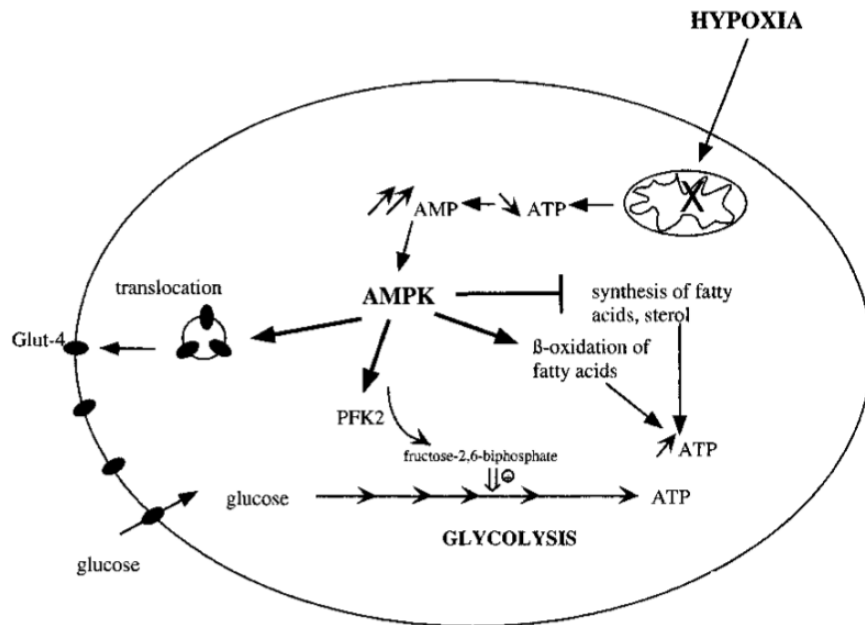 HYPOXIA
AMP
ATP
translocation
AMPK
synthesis of fatty
acids, sterol
Glut-4
ß-oxidation of
fatty acids
PFK2
ATP
fructose-2,6-biphosphate
glucose
ATP
GLYCOLYSIS
glucose